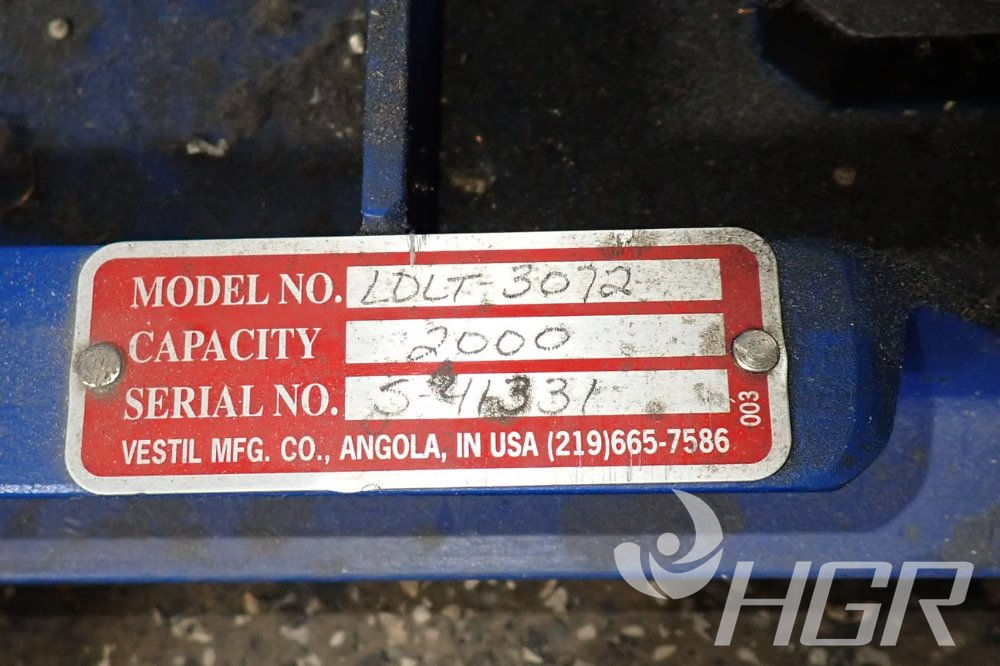 MODEL NO. LDLT-3072
CAPACITY 2000
SERIAL NO. S-41331
003
VESTIL MFG. CO., ANGOLA, IN USA (219)665-7586
HGR